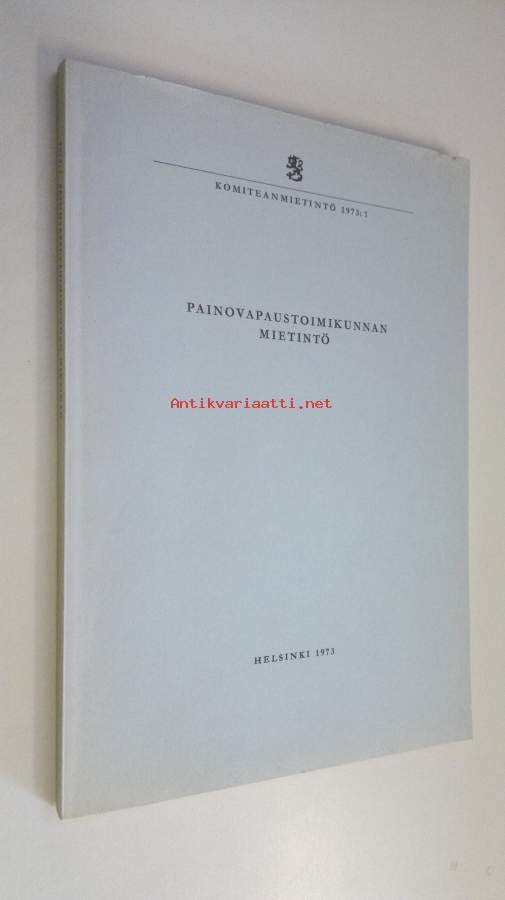 KOMITEANMIETINTÖ 1973:1
PAINOVAPAUSTOIMIKUNNAN
MIETINTÖ
Antikvariaatti.net
HELSINKI 1973